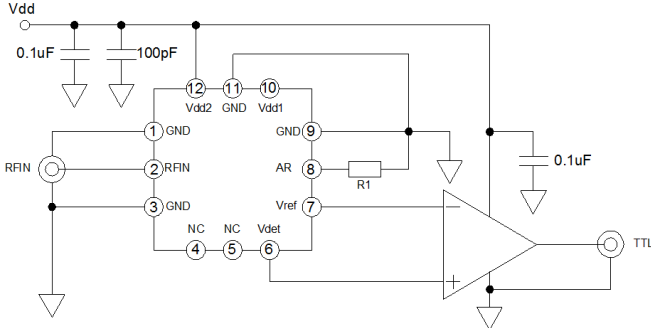 Vdd
0.1uF
100pF
12
11
10
Vdd2
GND
Vdd1
1
GND
GND
9
RFIN
2
RFIN
AR
8
R1
0.1uF
3
GND
Vref
7
NC
NC
Vdet
4
5
6
−
+
TTL